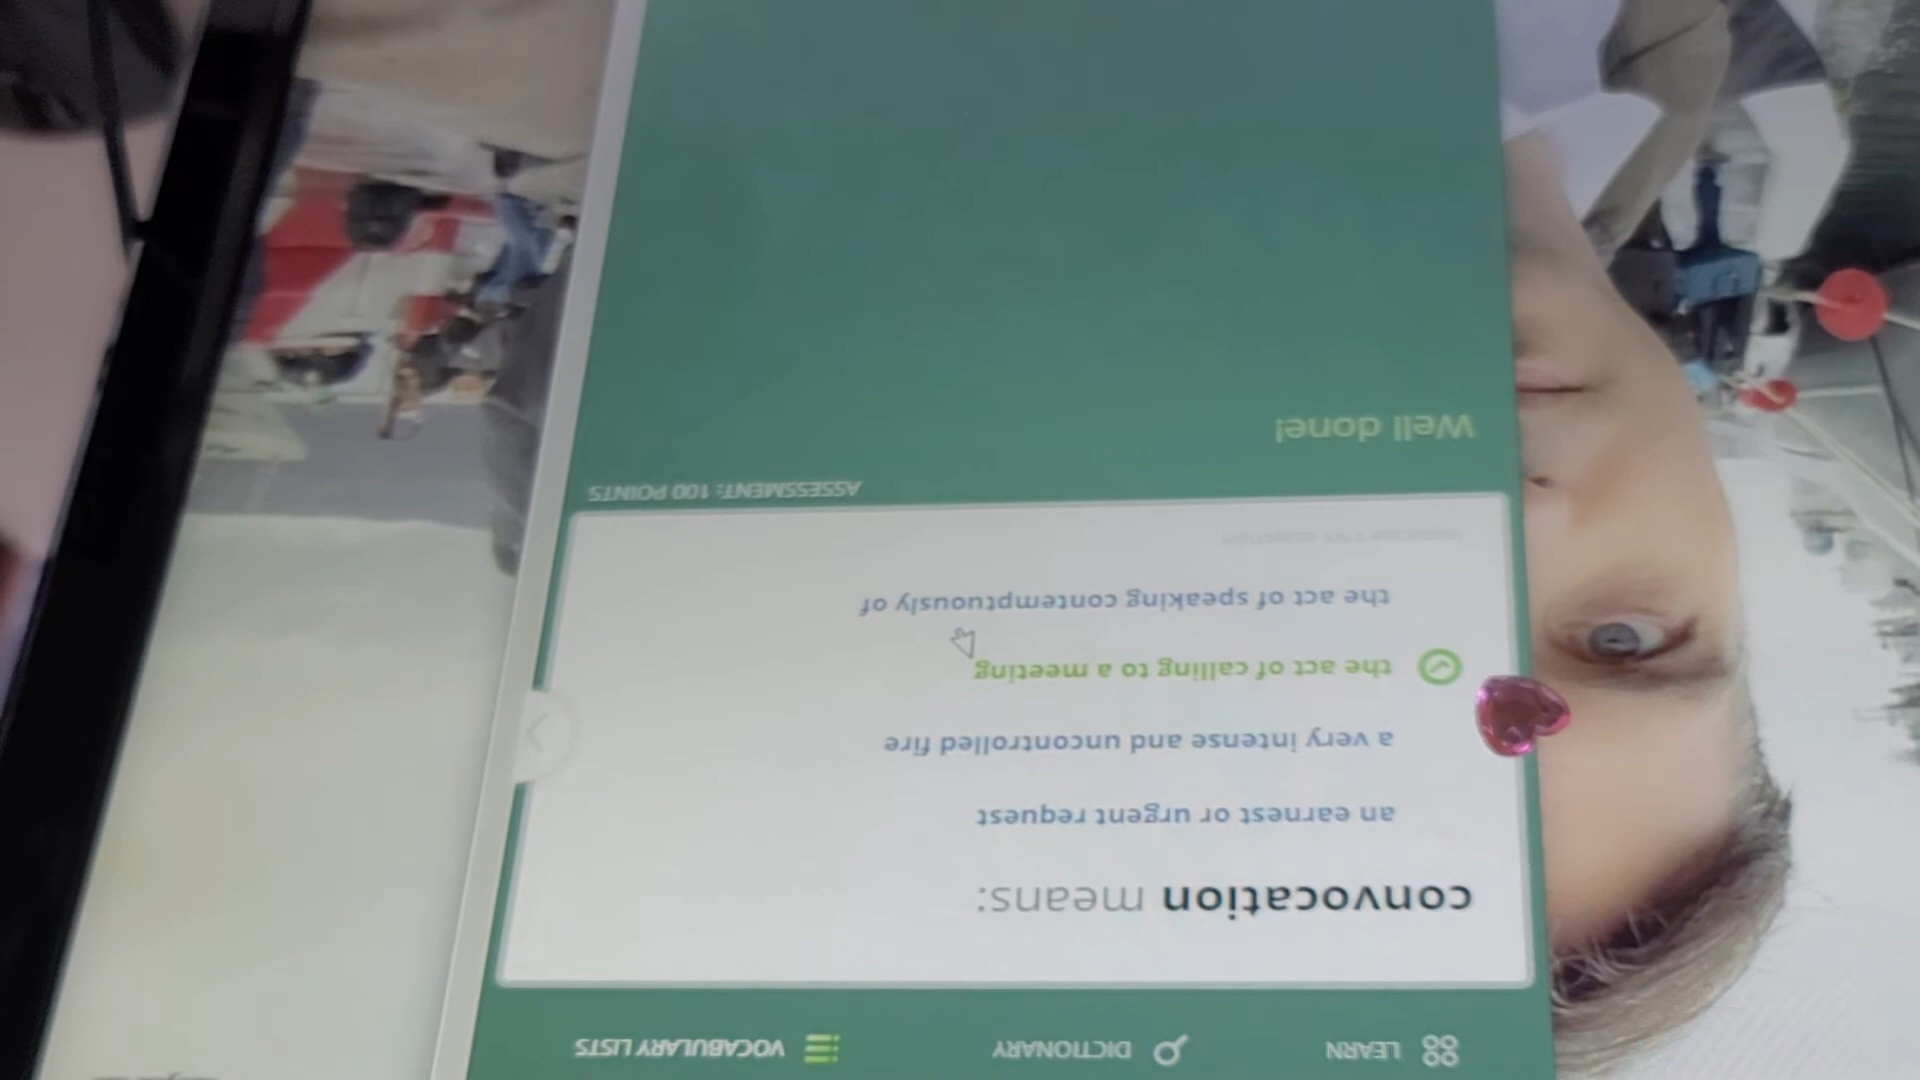 LEARN
DICTIONARY
VOCABULARY LISTS
convocation means:
an earnest or urgent request
a very intense and uncontrolled fire
the act of calling to a meeting
the act of speaking contemptuously of
ASSESSMENT: 100 POINTS
Well done!